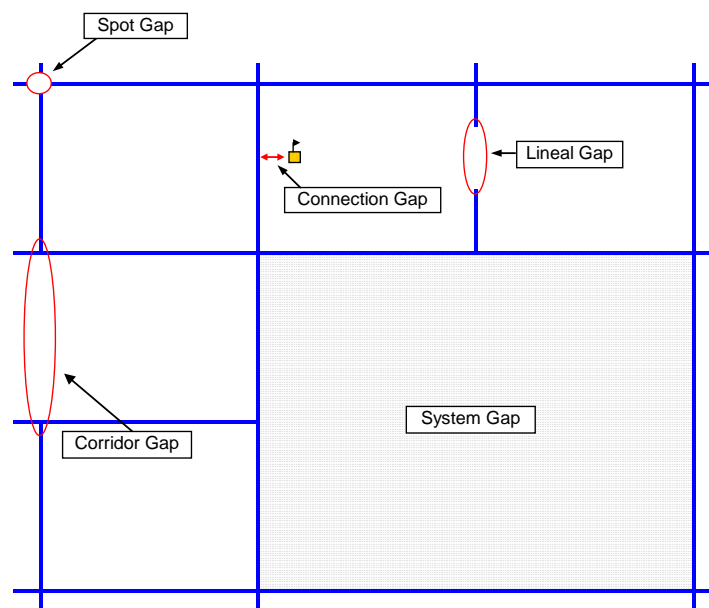 Spot Gap
Lineal Gap
Connection Gap
System Gap
Corridor Gap